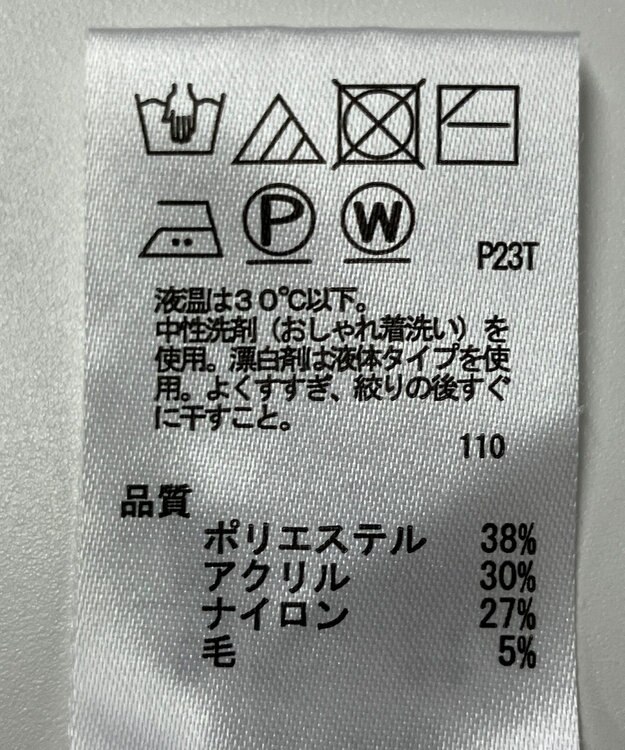 P W P23T
液温は30℃以下。
中性洗剤（おしゃれ着洗い）を
使用。漂白剤は液体タイプを使
用。よくすすぎ、絞りの後すぐ
に干すこと。
110
品質
ポリエステル 38%
アクリル 30%
ナイロン 27%
毛 5%